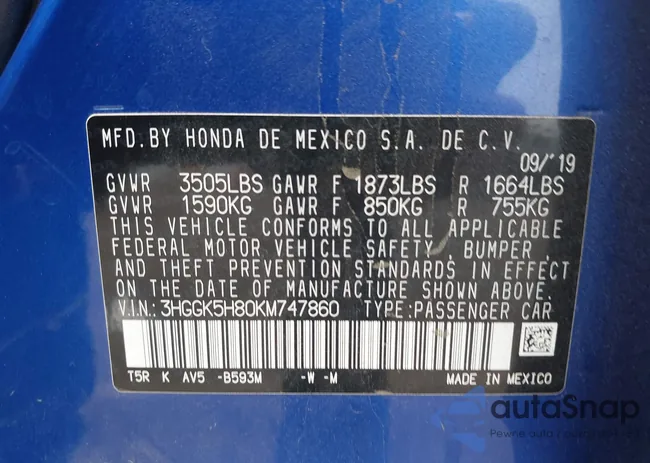 MFD. BY HONDA DE MEXICO S.A. DE C.V.
09/'19
GVWR 3505LBS GAWR F 1873LBS R 1664LBS
GVWR 1590KG GAWR F 850KG R 755KG
THIS VEHICLE CONFORMS TO ALL APPLICABLE
FEDERAL MOTOR VEHICLE SAFETY, BUMPER,
AND THEFT PREVENTION STANDARDS IN EFFECT
ON THE DATE OF MANUFACTURE SHOWN ABOVE.
V.I.N.: 3HGGK5H80KM747860 TYPE:PASSENGER CAR
T5R K AV5 -B593M -W -M MADE IN MEXICO
autoSnap